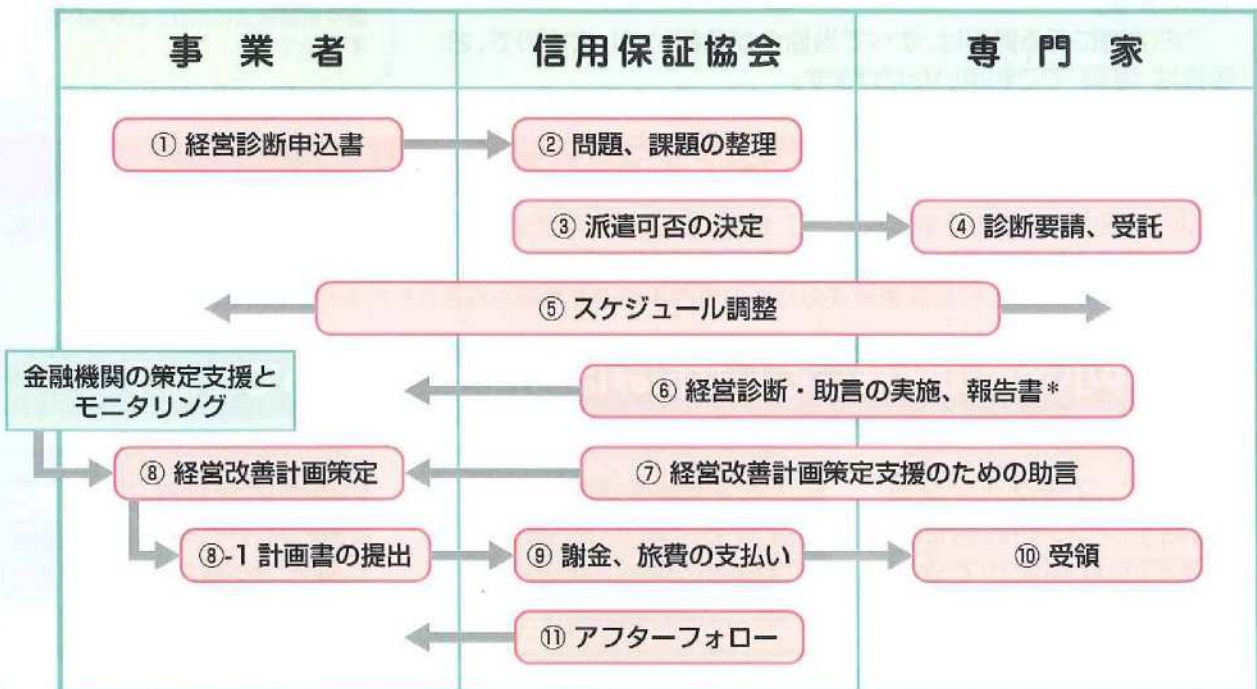 事業者
信用保証協会
専門家
① 経営診断申込書
② 問題、課題の整理
③ 派遣可否の決定
④ 診断要請、受託
⑤ スケジュール調整
金融機関の策定支援と
モニタリング
⑥ 経営診断・助言の実施、報告書*
⑧ 経営改善計画策定
⑦ 経営改善計画策定支援のための助言
⑧-1 計画書の提出
⑨ 謝金、旅費の支払い
⑩ 受領
⑪ アフターフォロー